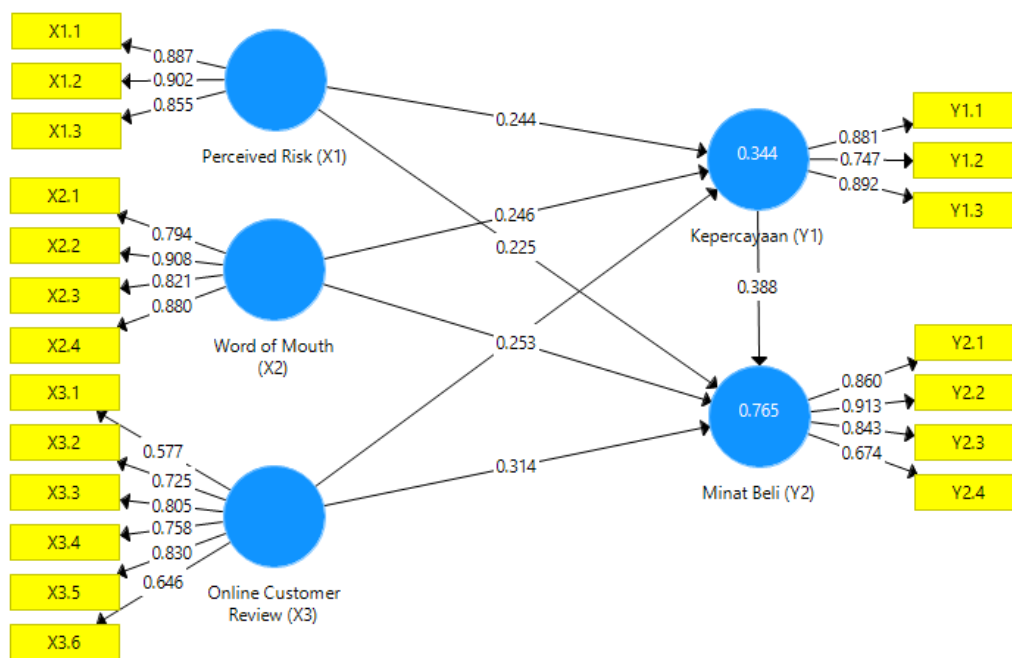 X1.1
X1.2
X1.3
0.887
0.902
0.855
Perceived Risk (X1)
X2.1
X2.2
X2.3
X2.4
0.794
0.908
0.821
0.880
Word of Mouth
(X2)
X3.1
X3.2
X3.3
X3.4
X3.5
X3.6
0.577
0.725
0.805
0.758
0.830
0.646
Online Customer
Review (X3)
0.244
0.246
0.225
0.253
0.314
0.344
Kepercayaan (Y1)
0.388
0.765
Minat Beli (Y2)
0.881
0.747
0.892
Y1.1
Y1.2
Y1.3
0.860
0.913
0.843
0.674
Y2.1
Y2.2
Y2.3
Y2.4